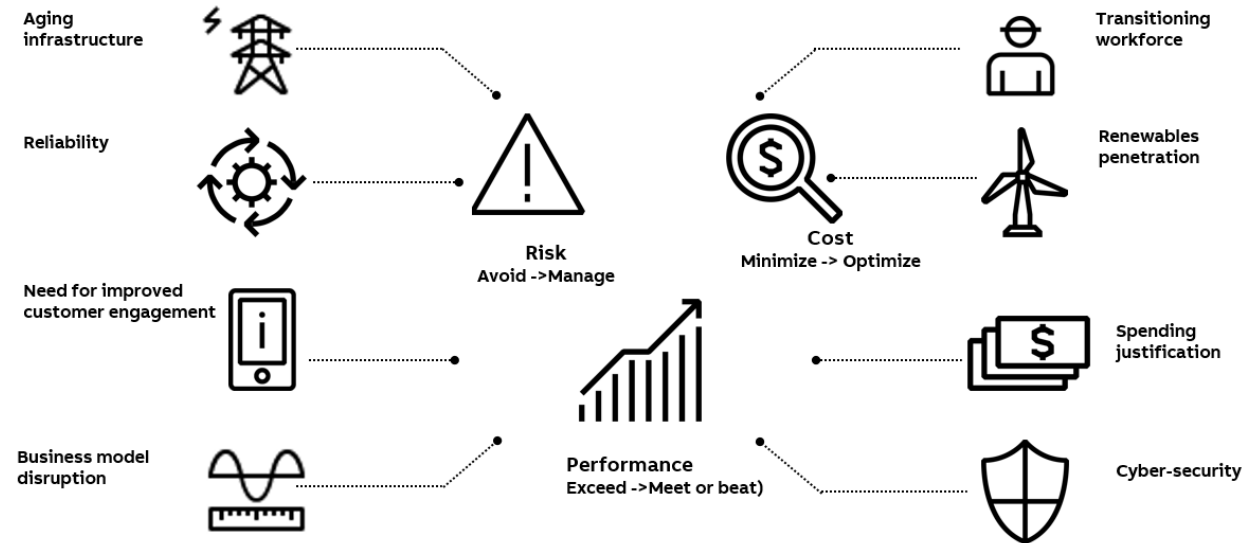 Aging
infrastructure
Reliability
Need for improved
customer engagement
Business model
disruption
Risk
Avoid ->Manage
$
Cost
Minimize -> Optimize
i
Performance
Exceed ->Meet or beat)
Transitioning
workforce
Renewables
penetration
$
Spending
justification
Cyber-security